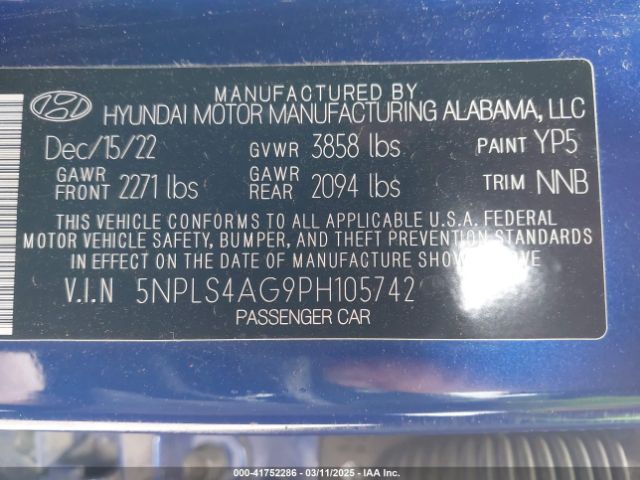 MANUFACTURED BY
HYUNDAI MOTOR MANUFACTURING ALABAMA, LLC
Dec/15/22 GVWR 3858 lbs PAINT YP5
GAWR FRONT 2271 lbs GAWR REAR 2094 lbs TRIM NNB
THIS VEHICLE CONFORMS TO ALL APPLICABLE U.S.A. FEDERAL
MOTOR VEHICLE SAFETY, BUMPER, AND THEFT PREVENTION STANDARDS
IN EFFECT ON THE DATE OF MANUFACTURE SHOWN
V.I.N 5NPLS4AG9PH105742
PASSENGER CAR
000-41752286 - 03/11/2025 - IAA Inc.